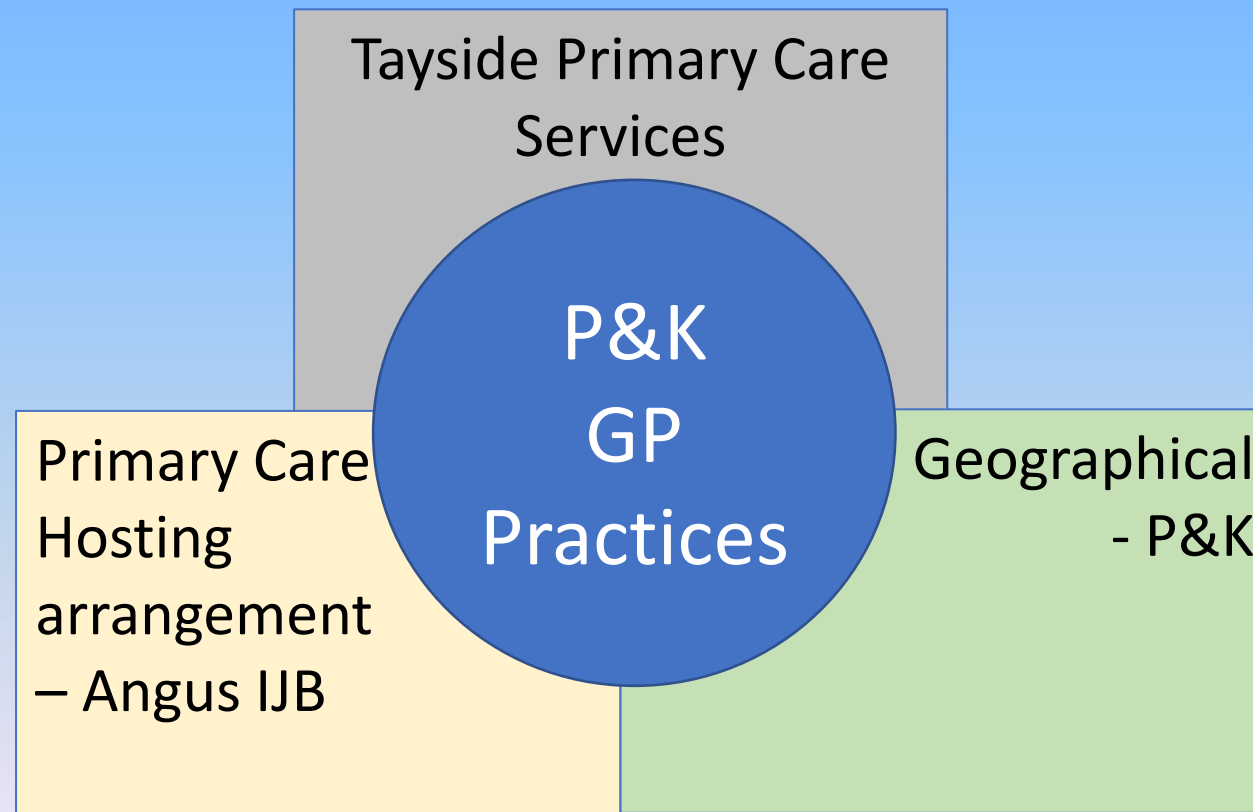 Tayside Primary Care
Services
P&K
GP
Practices
Primary Care
Hosting
arrangement
– Angus IJB
Geographical
- P&K